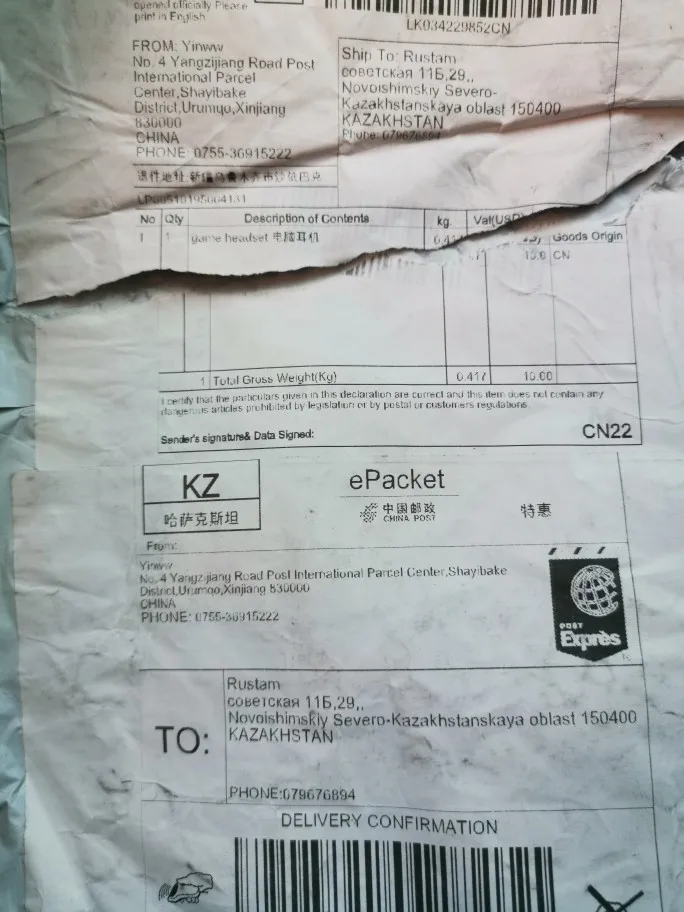 opened officially Please
print in English
LK034229852CN
FROM: Yinww
No. 4 Yangzijiang Road Post
International Parcel
Center,Shayibake
District,Urumqo,Xinjiang
830000
CHINA
PHONE: 0755-36915222
Ship To: Rustam
советская 11Б,29,,
Novoishimskiy Severo-
Kazakhstanskaya oblast 150400
KAZAKHSTAN
Phone: 079676894
No Qty Description of Contents kg. Val(USD) Goods Origin
1 1 game headset 电脑耳机 10.0 CN
1 Total Gross Weight(Kg) 0.417 10.00
I certify that the particulars given in this declaration are correct and this item does not contain any
dangerous articles prohibited by legislation or by postal or customers regulations.
Sender's signature& Data Signed:
CN22
KZ
哈萨克斯坦
ePacket
中国邮政
CHINA POST
特惠
From:
Yinww
No. 4 Yangzijiang Road Post International Parcel Center,Shayibake
District,Urumqo,Xinjiang 830000
CHINA
PHONE: 0755-36915222
POST
Exprès
TO:
Rustam
советская 11Б,29,,
Novoishimskiy Severo-Kazakhstanskaya oblast 150400
KAZAKHSTAN
PHONE:079676894
DELIVERY CONFIRMATION